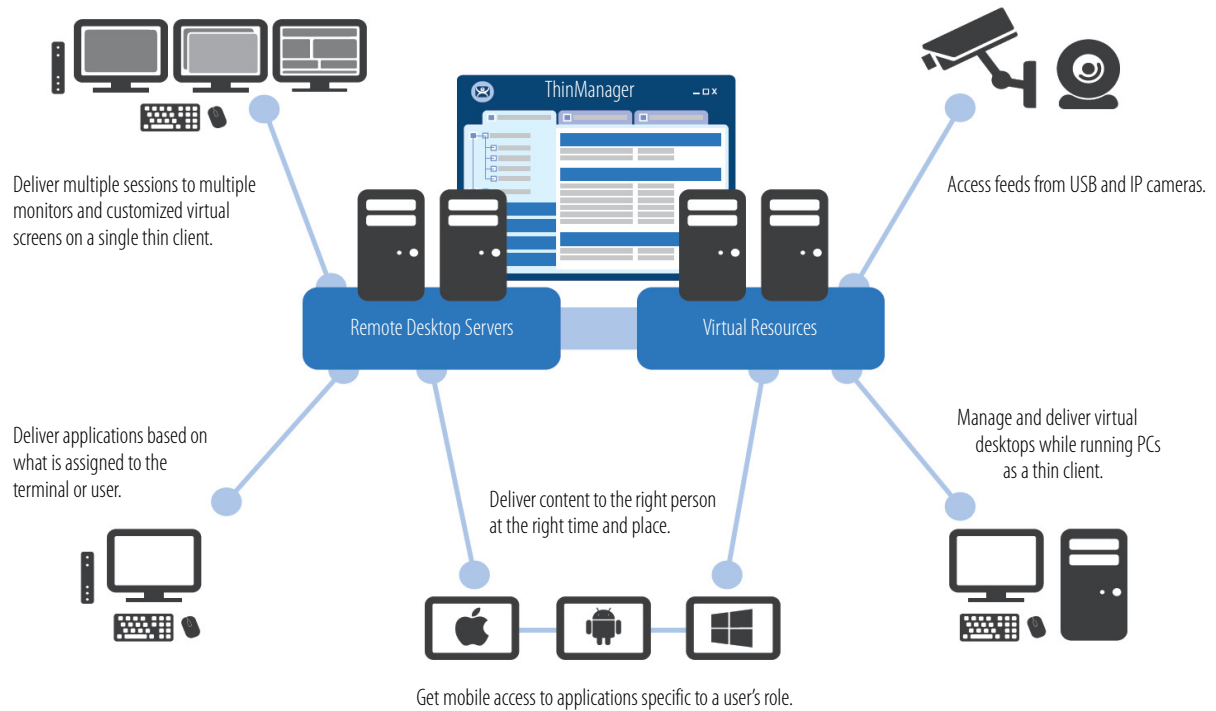 ThinManager
Deliver multiple sessions to multiple
monitors and customized virtual
screens on a single thin client.
Access feeds from USB and IP cameras.
Remote Desktop Servers
Virtual Resources
Deliver applications based on
what is assigned to the
terminal or user.
Deliver content to the right person
at the right time and place.
Manage and deliver virtual
desktops while running PCs
as a thin client.
Get mobile access to applications specific to a user's role.